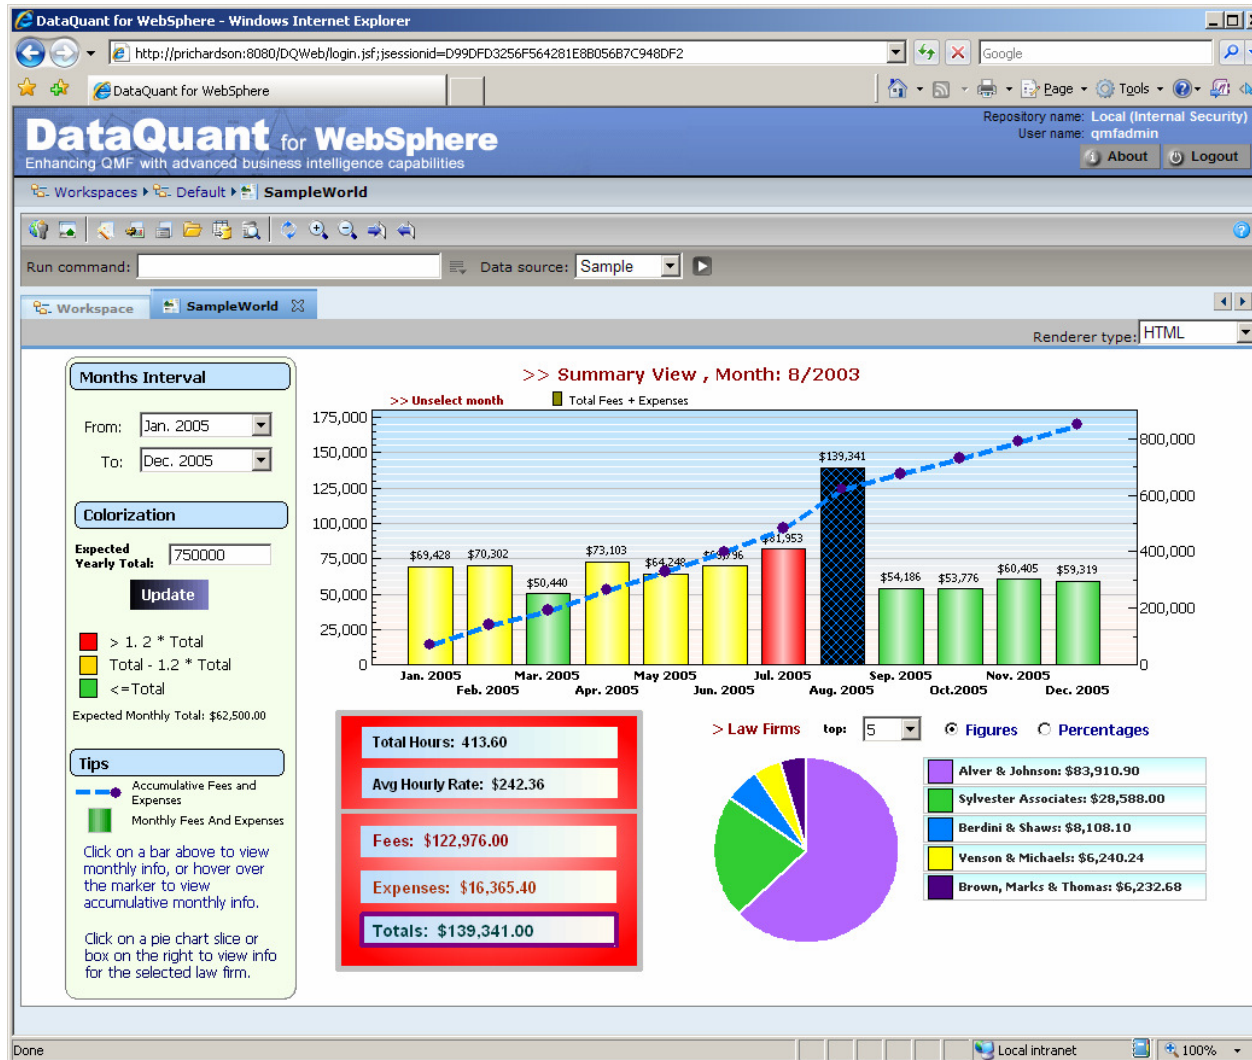 DataQuant for WebSphere - Windows Internet Explorer
http://prichardson:8080/DQWeb/login.jsf;jsessionid=D99DFD3256F564281E8B056B7C948DF2
Google
DataQuant for WebSphere
Page
Tools
DataQuant for WebSphere
Enhancing QMF with advanced business intelligence capabilities
Repository name: Local (Internal Security)
User name: qmfadmin
About
Logout
Workspaces
Default
SampleWorld
Run command:
Data source: Sample
Workspace
SampleWorld
Renderer type: HTML
Months Interval
From: Jan. 2005
To: Dec. 2005
Colorization
Expected Yearly Total: 750000
Update
> 1. 2 * Total
Total - 1.2 * Total
<=Total
Expected Monthly Total: $62,500.00
Tips
Accumulative Fees and
Expenses
Monthly Fees And Expenses
Click on a bar above to view
monthly info, or hover over
the marker to view
accumulative monthly info.
Click on a pie chart slice or
box on the right to view info
for the selected law firm.
>> Summary View , Month: 8/2003
>> Unselect month
Total Fees + Expenses
175,000
150,000
125,000
100,000
75,000
50,000
25,000
0
800,000
600,000
400,000
200,000
0
$69,428
$70,302
$50,440
$73,103
$64,248
$81,953
$139,341
$54,186
$53,776
$60,405
$59,319
Jan. 2005
Feb. 2005
Mar. 2005
Apr. 2005
May 2005
Jun. 2005
Jul. 2005
Aug. 2005
Sep. 2005
Oct.2005
Nov. 2005
Dec. 2005
Total Hours: 413.60
Avg Hourly Rate: $242.36
Fees: $122,976.00
Expenses: $16,365.40
Totals: $139,341.00
> Law Firms
top: 5
Figures
Percentages
Alver & Johnson: $83,910.90
Sylvester Associates: $28,588.00
Berdini & Shaws: $8,108.10
Venson & Michaels: $6,240.24
Brown, Marks & Thomas: $6,232.68
Done
Local intranet
100%